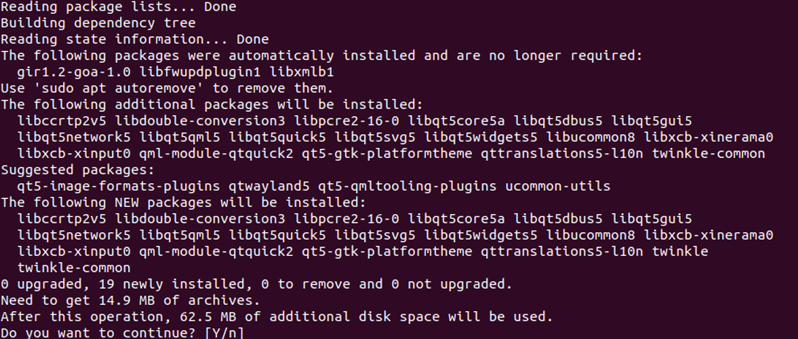 Reading package lists... Done
Building dependency tree
Reading state information... Done
The following packages were automatically installed and are no longer required:
  gir1.2-goa-1.0 libfwupdplugin1 libxmlb1
Use 'sudo apt autoremove' to remove them.
The following additional packages will be installed:
  libccrtp2v5 libdouble-conversion3 libpcre2-16-0 libqt5core5a libqt5dbus5 libqt5gui5
  libqt5network5 libqt5qml5 libqt5quick5 libqt5svg5 libqt5widgets5 libucommon8 libxcb-xinerama0
  libxcb-xinput0 qml-module-qtquick2 qt5-gtk-platformtheme qttranslations5-l10n twinkle-common
Suggested packages:
  qt5-image-formats-plugins qtwayland5 qt5-qmltooling-plugins ucommon-utils
The following NEW packages will be installed:
  libccrtp2v5 libdouble-conversion3 libpcre2-16-0 libqt5core5a libqt5dbus5 libqt5gui5
  libqt5network5 libqt5qml5 libqt5quick5 libqt5svg5 libqt5widgets5 libucommon8 libxcb-xinerama0
  libxcb-xinput0 qml-module-qtquick2 qt5-gtk-platformtheme qttranslations5-l10n twinkle
  twinkle-common
0 upgraded, 19 newly installed, 0 to remove and 0 not upgraded.
Need to get 14.9 MB of archives.
After this operation, 62.5 MB of additional disk space will be used.
Do you want to continue? [Y/n]